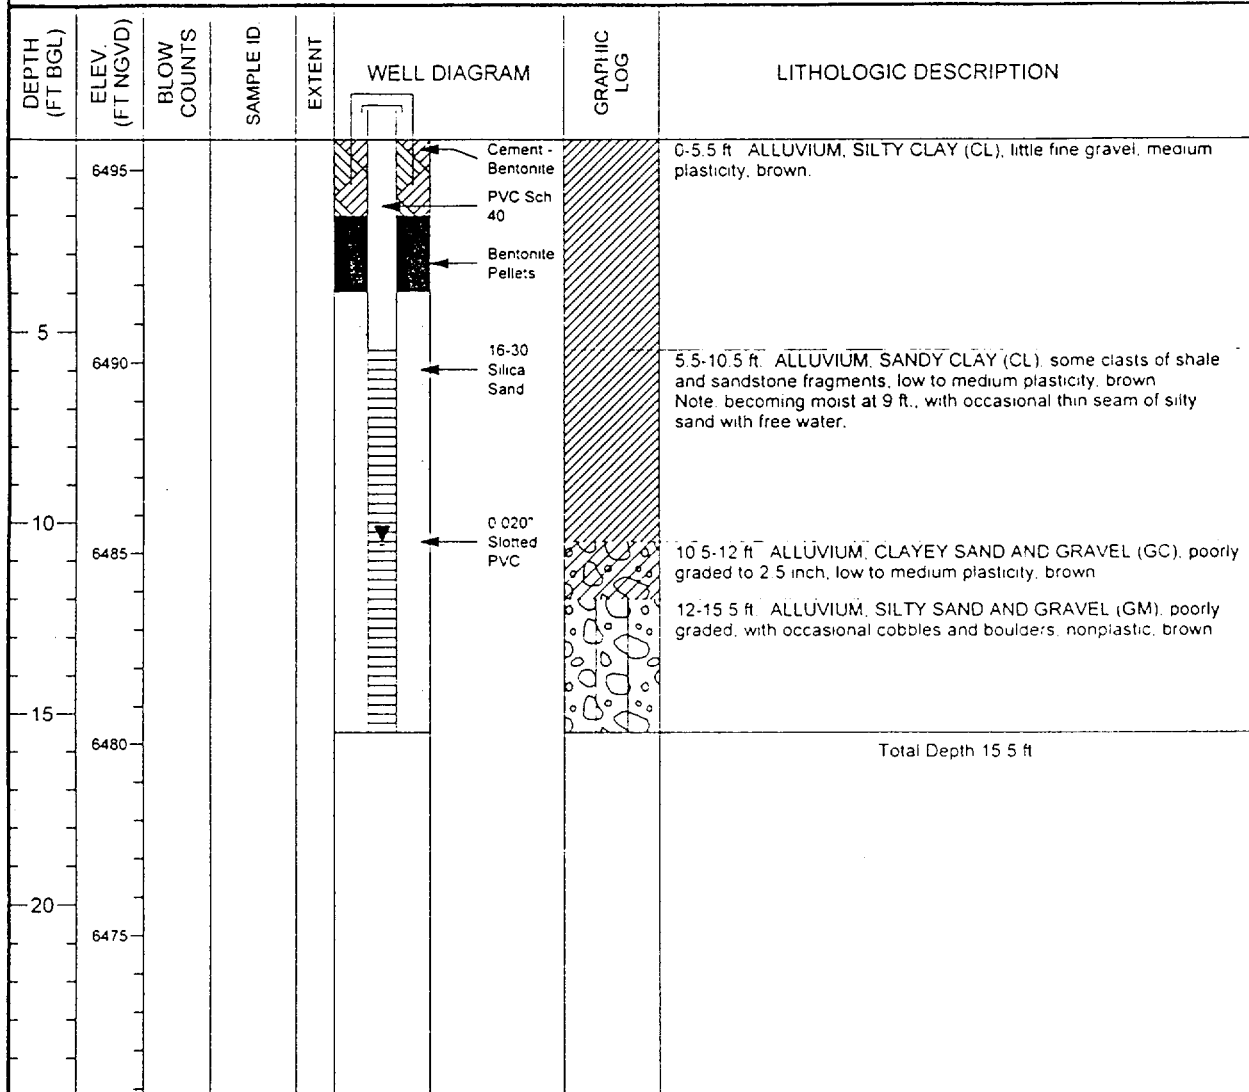 DEPTH
(FT BGL)
ELEV.
(FT NGVD)
BLOW
COUNTS
SAMPLE ID
EXTENT
WELL DIAGRAM
GRAPHIC
LOG
LITHOLOGIC DESCRIPTION
Cement -
Bentonite
0-5.5 ft ALLUVIUM, SILTY CLAY (CL), little fine gravel, medium
plasticity, brown.
6495
PVC Sch
40
Bentonite
Pellets
5
6490
16-30
Silica
Sand
5.5-10.5 ft. ALLUVIUM, SANDY CLAY (CL) some clasts of shale
and sandstone fragments, low to medium plasticity, brown
Note. becoming moist at 9 ft., with occasional thin seam of silty
sand with free water.
10
6485
0 020"
Slotted
PVC
10 5-12 ft ALLUVIUM, CLAYEY SAND AND GRAVEL (GC). poorly
graded to 2.5 inch, low to medium plasticity, brown
12-15 5 ft. ALLUVIUM, SILTY SAND AND GRAVEL (GM). poorly
graded, with occasional cobbles and boulders, nonplastic, brown
15
6480
Total Depth 15 5 ft
20
6475